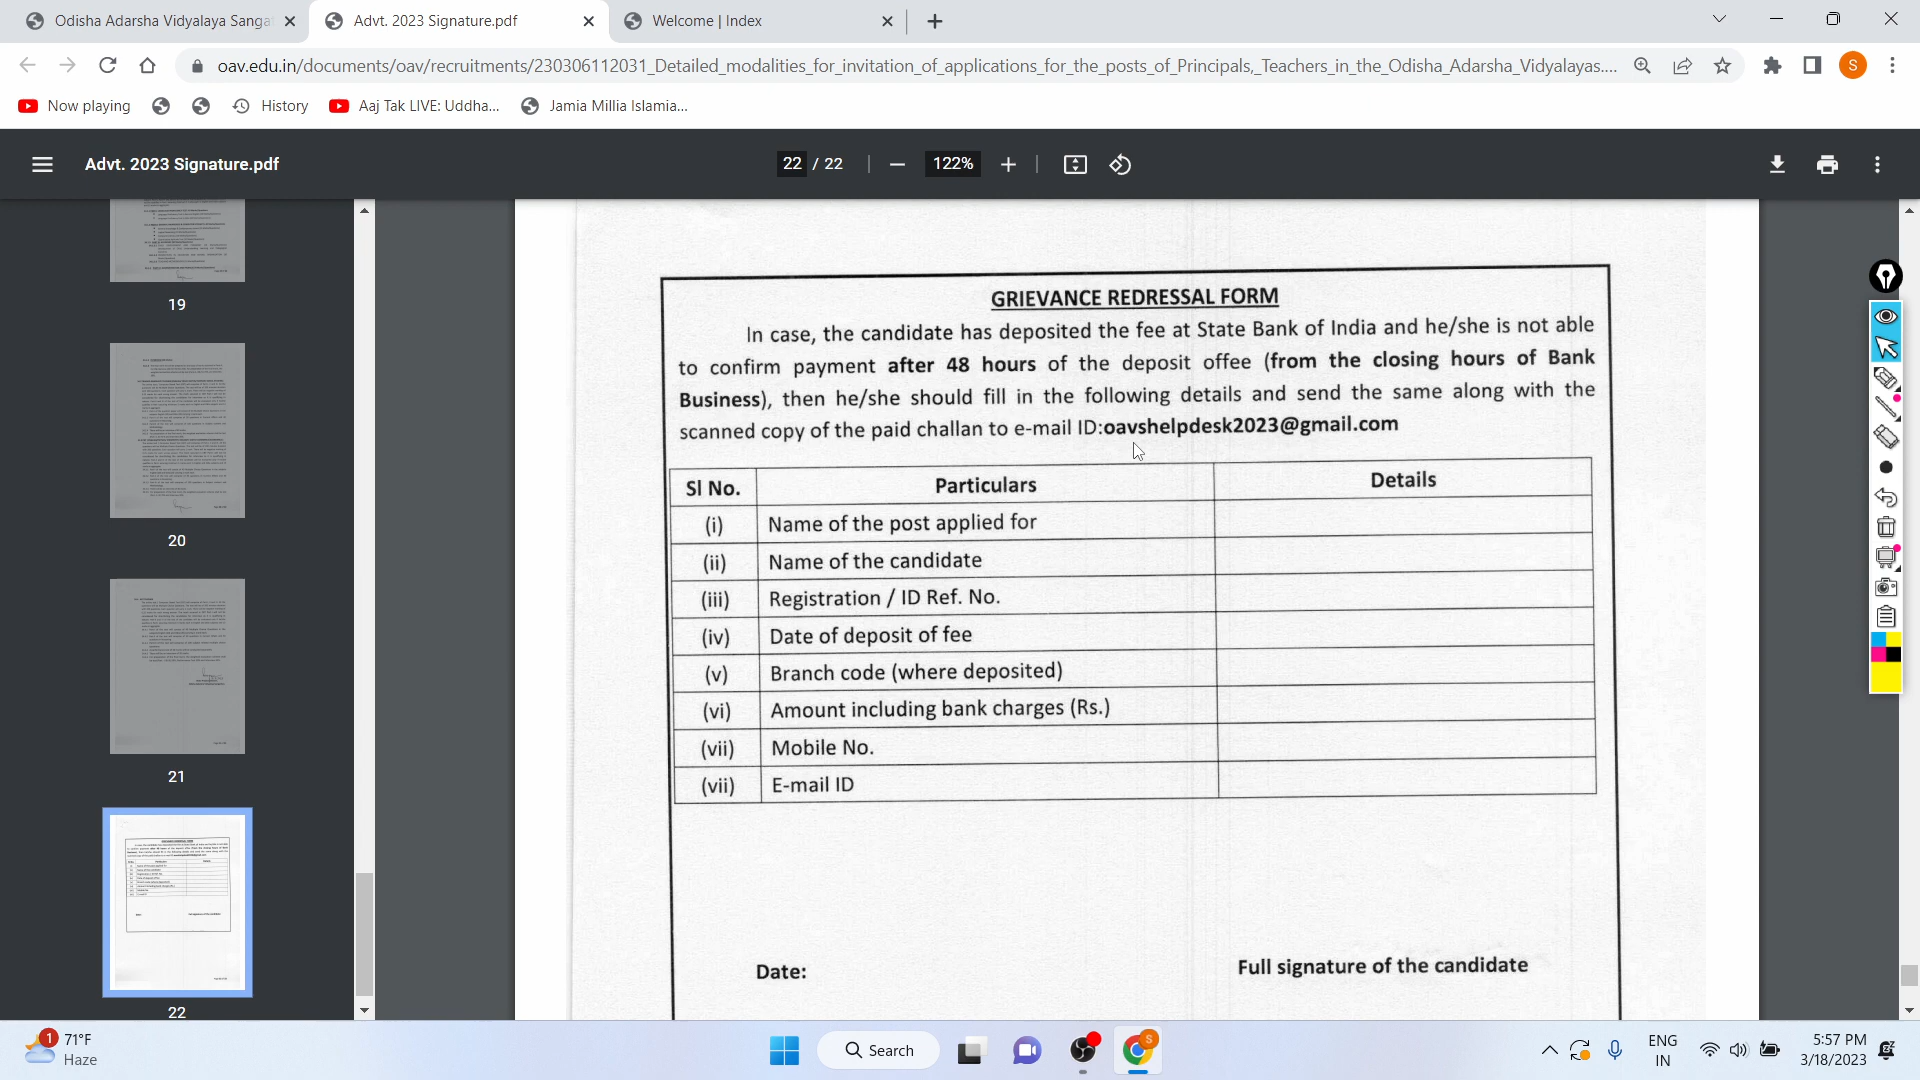 Odisha Adarsha Vidyalaya Sanga
Advt. 2023 Signature.pdf
Welcome | Index
oav.edu.in/documents/oav/recruitments/230306112031_Detailed_modalities_for_invitation_of_applications_for_the_posts_of_Principals,_Teachers_in_the_Odisha_Adarsha_Vidyalayas....
S
Now playing
History
Aaj Tak LIVE: Uddha...
Jamia Millia Islamia...
Advt. 2023 Signature.pdf
22 / 22
122%
19
20
21
22
GRIEVANCE REDRESSAL FORM
In case, the candidate has deposited the fee at State Bank of India and he/she is not able
to confirm payment after 48 hours of the deposit offee (from the closing hours of Bank
Business), then he/she should fill in the following details and send the same along with the
scanned copy of the paid challan to e-mail ID:oavshelpdesk2023@gmail.com
Sl No. Particulars Details
(i) Name of the post applied for
(ii) Name of the candidate
(iii) Registration / ID Ref. No.
(iv) Date of deposit of fee
(v) Branch code (where deposited)
(vi) Amount including bank charges (Rs.)
(vii) Mobile No.
(vii) E-mail ID
Date: Full signature of the candidate
1
71°F
Haze
Search
S
ENG
IN
5:57 PM
3/18/2023